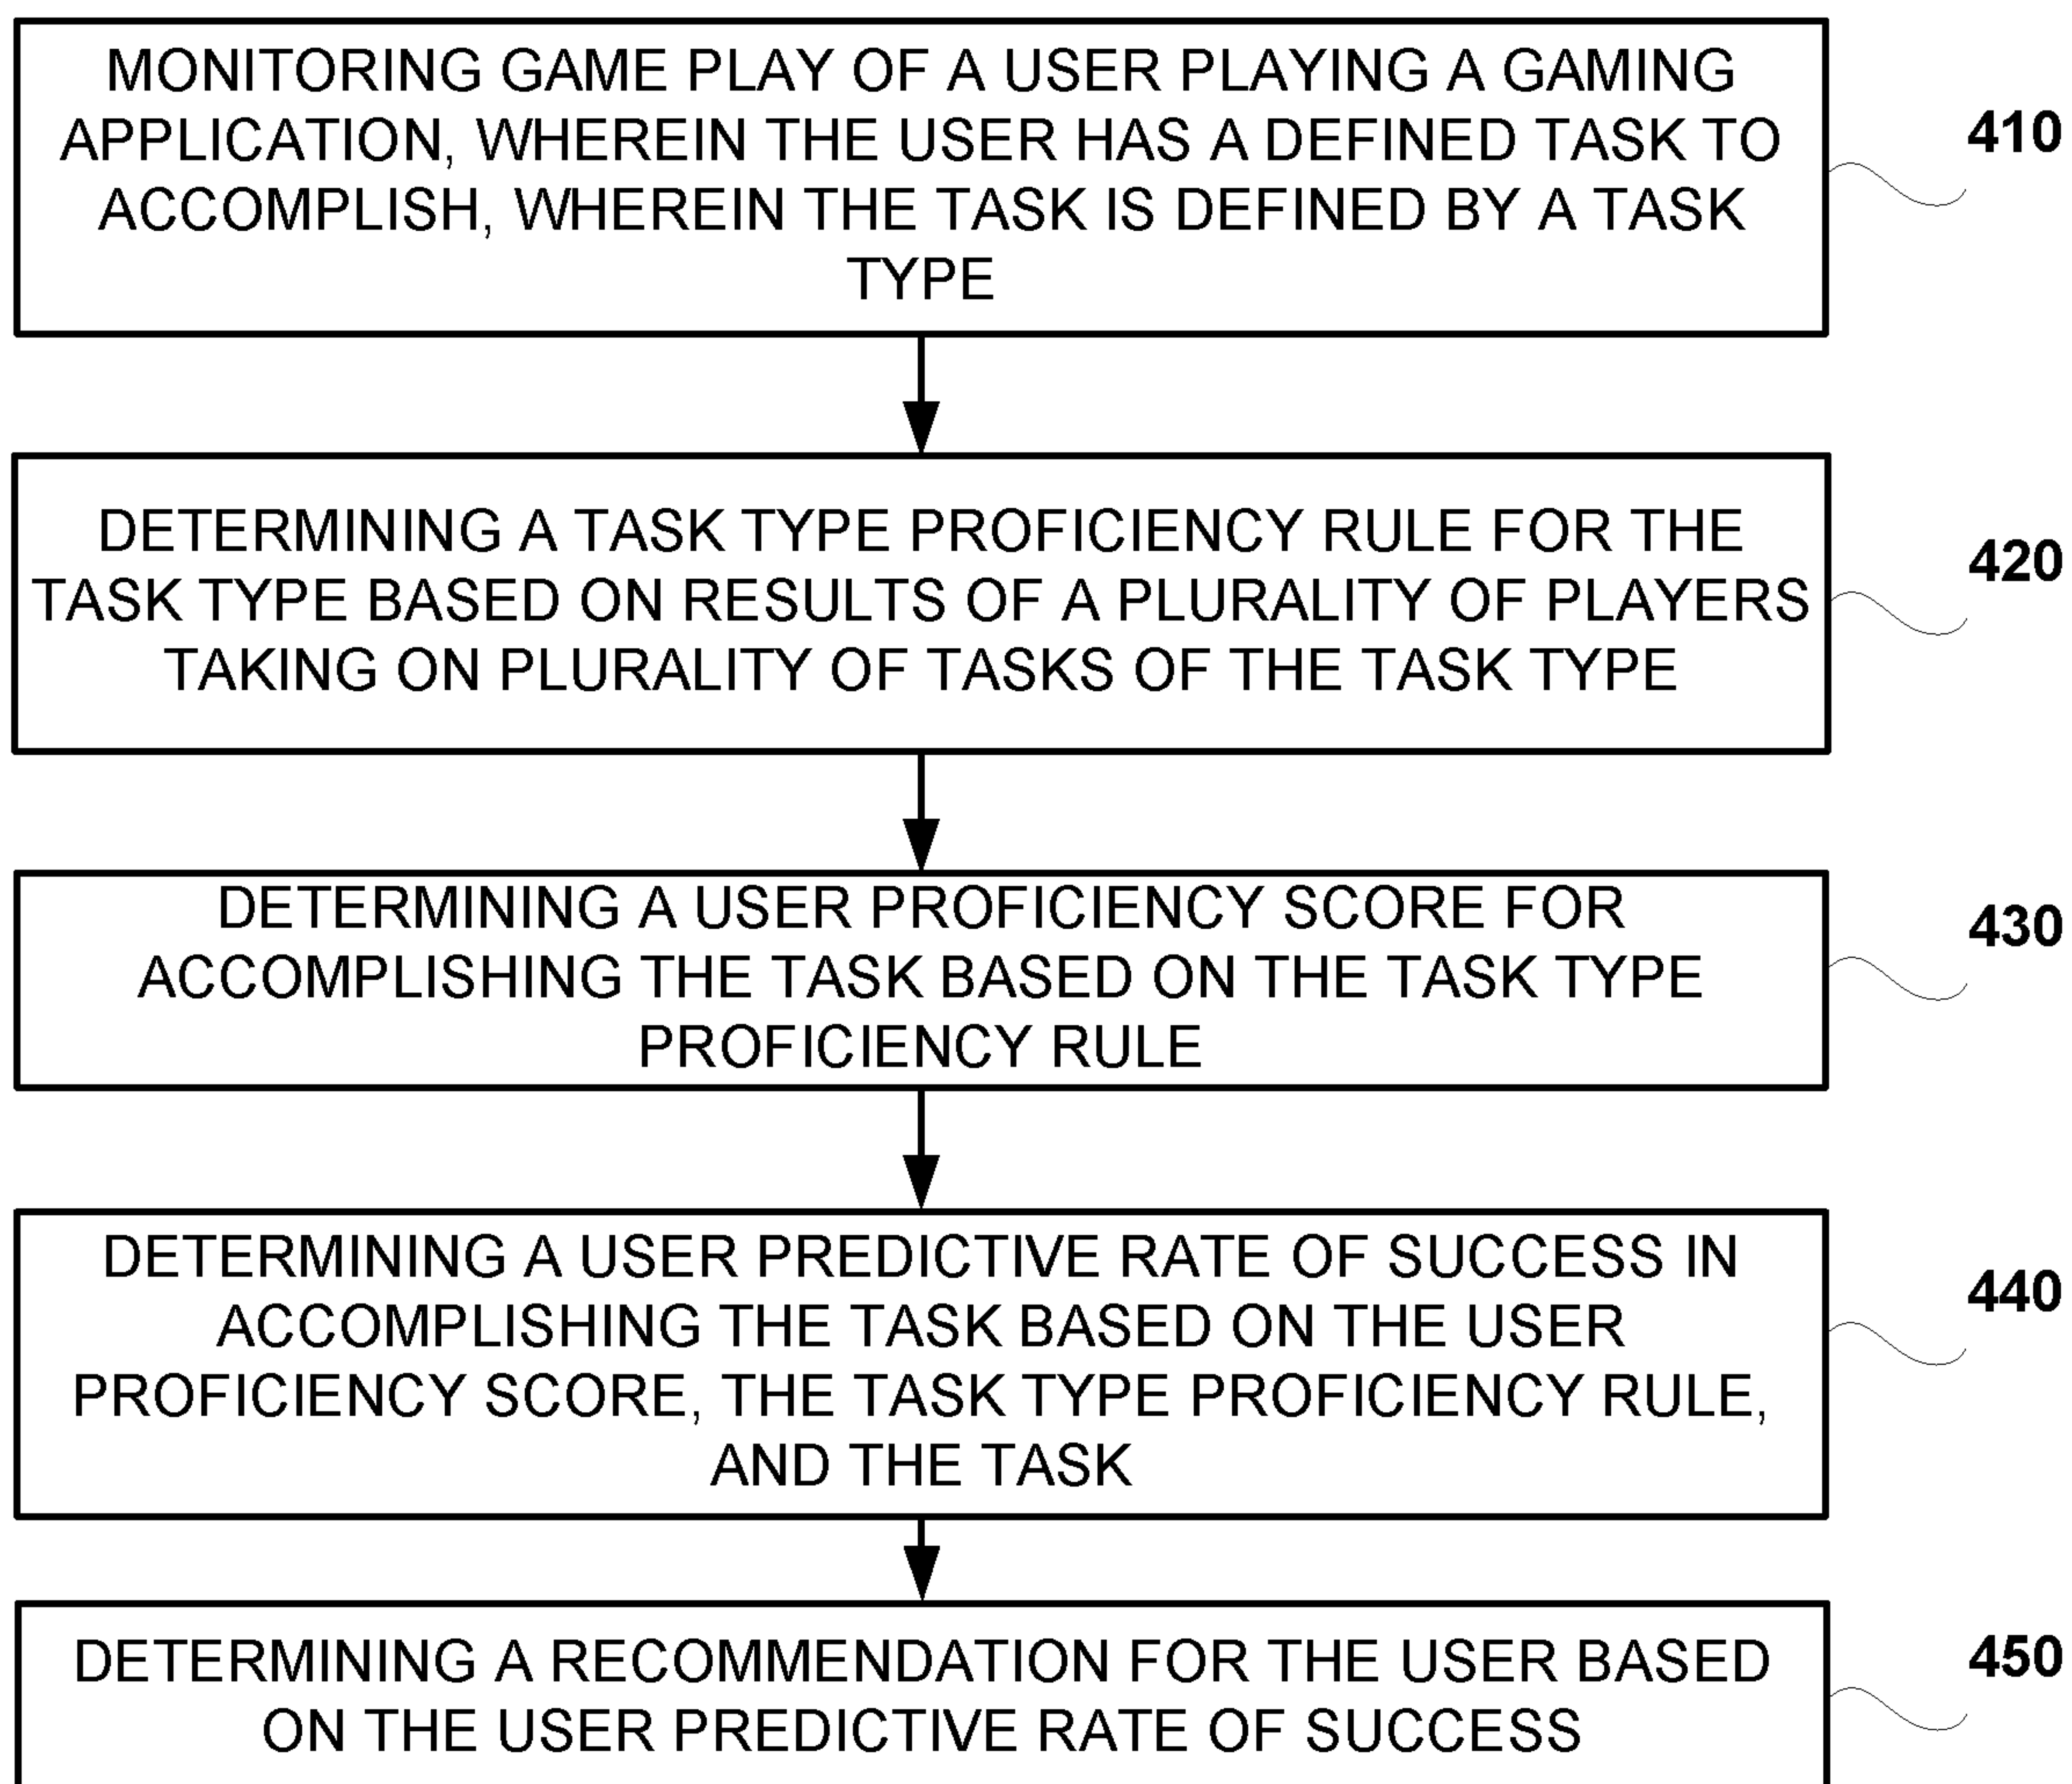 MONITORING GAME PLAY OF A USER PLAYING A GAMING
APPLICATION, WHEREIN THE USER HAS A DEFINED TASK TO
ACCOMPLISH, WHEREIN THE TASK IS DEFINED BY A TASK
TYPE
410
DETERMINING A TASK TYPE PROFICIENCY RULE FOR THE
TASK TYPE BASED ON RESULTS OF A PLURALITY OF PLAYERS
TAKING ON PLURALITY OF TASKS OF THE TASK TYPE
420
DETERMINING A USER PROFICIENCY SCORE FOR
ACCOMPLISHING THE TASK BASED ON THE TASK TYPE
PROFICIENCY RULE
430
DETERMINING A USER PREDICTIVE RATE OF SUCCESS IN
ACCOMPLISHING THE TASK BASED ON THE USER
PROFICIENCY SCORE, THE TASK TYPE PROFICIENCY RULE,
AND THE TASK
440
DETERMINING A RECOMMENDATION FOR THE USER BASED
ON THE USER PREDICTIVE RATE OF SUCCESS
450